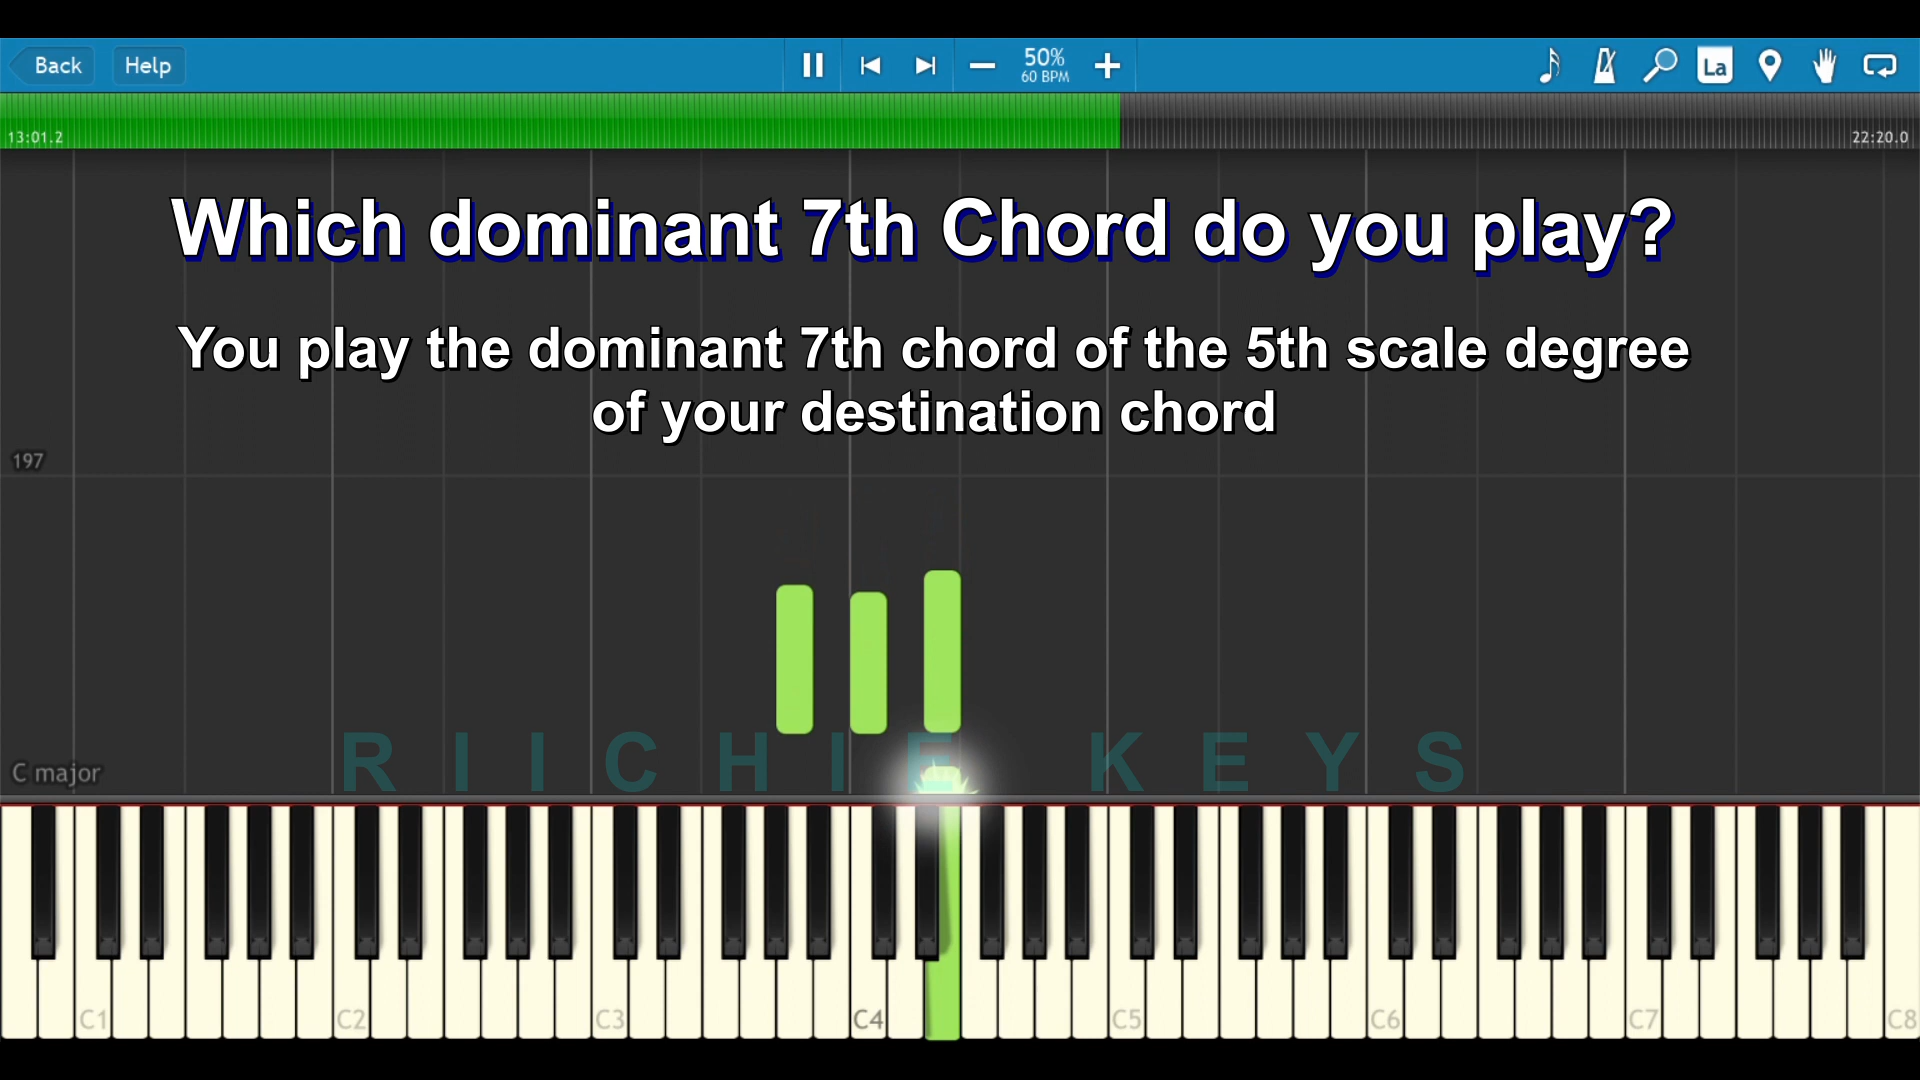 Back Help 50% La
60 BPM
13:01.2 22:20.0
Which dominant 7th Chord do you play?
You play the dominant 7th chord of the 5th scale degree
of your destination chord
197
RIICHIE KEYS
C major
C1 C2 C3 C4 C5 C6 C7 C8